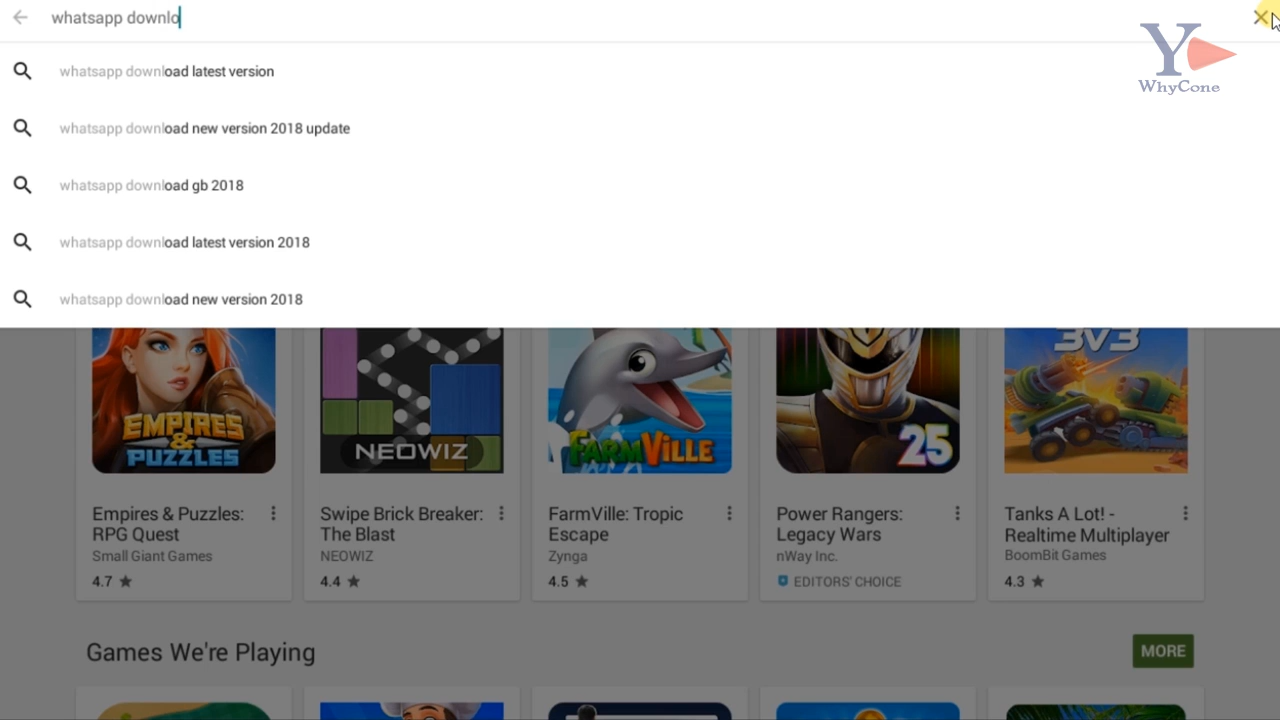 whatsapp downlo
Y
WhyCone
whatsapp download latest version
whatsapp download new version 2018 update
whatsapp download gb 2018
whatsapp download latest version 2018
whatsapp download new version 2018
EMPIRES
&
PUZZLES
NEOWIZ
FARMVILLE
25
3V3
Empires & Puzzles:
RPG Quest
Small Giant Games
4.7
Swipe Brick Breaker:
The Blast
NEOWIZ
4.4
FarmVille: Tropic
Escape
Zynga
4.5
Power Rangers:
Legacy Wars
nWay Inc.
EDITORS' CHOICE
Tanks A Lot! -
Realtime Multiplayer
BoomBit Games
4.3
Games We're Playing
MORE